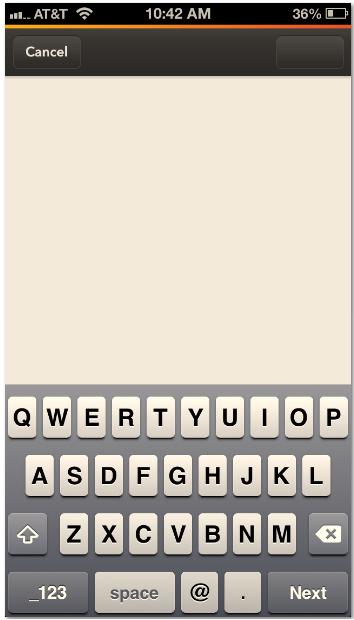 AT&T 10:42 AM 36%
Cancel
Q W E R T Y U I O P
A S D F G H J K L
Z X C V B N M
_123 space @ . Next